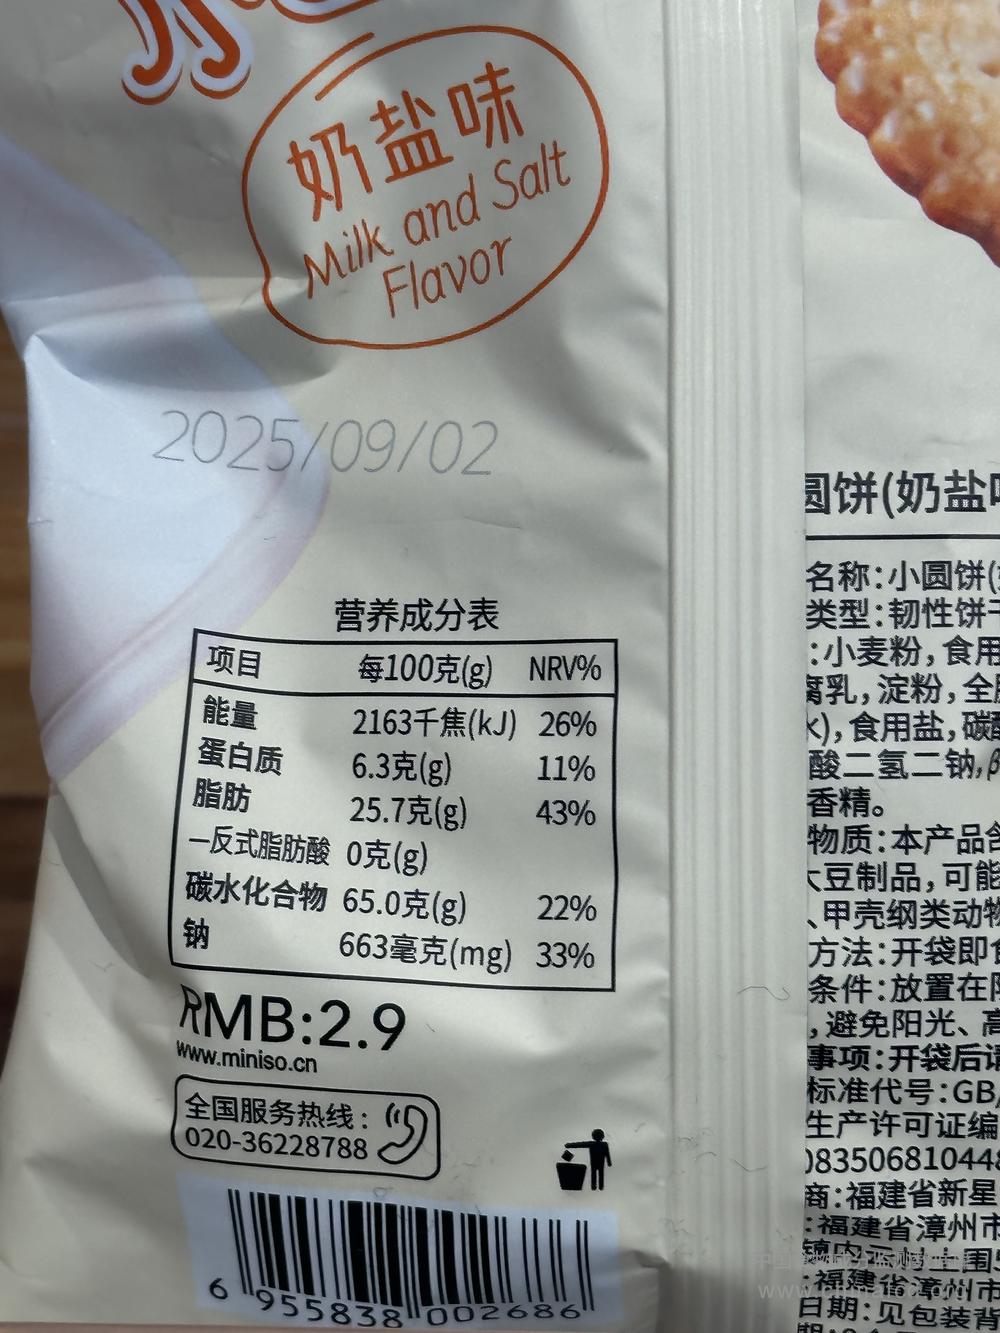 小
奶盐味
Milk and Salt
Flavor
2025/09/02
营养成分表
项目 每100克(g) NRV%
能量 2163千焦(kJ) 26%
蛋白质 6.3克(g) 11%
脂肪 25.7克(g) 43%
—反式脂肪酸 0克(g)
碳水化合物 65.0克(g) 22%
钠 663毫克(mg) 33%
RMB:2.9
www.miniso.cn
全国服务热线:
020-36228788
6 955838 002686
圆饼(奶盐味
名称:小圆饼(
类型:韧性饼干
:小麦粉,食用
腐乳,淀粉,全
),食用盐,碳
酸二氢二钠,β
香精。
物质:本产品含
大豆制品,可能
、甲壳纲类动物
方法:开袋即食
条件:放置在阴
,避免阳光、高
事项:开袋后请
标准代号:GB/
生产许可证编
083506810448
商:福建省新星
:福建省漳州市
:福建省漳州市
日期:见包装背